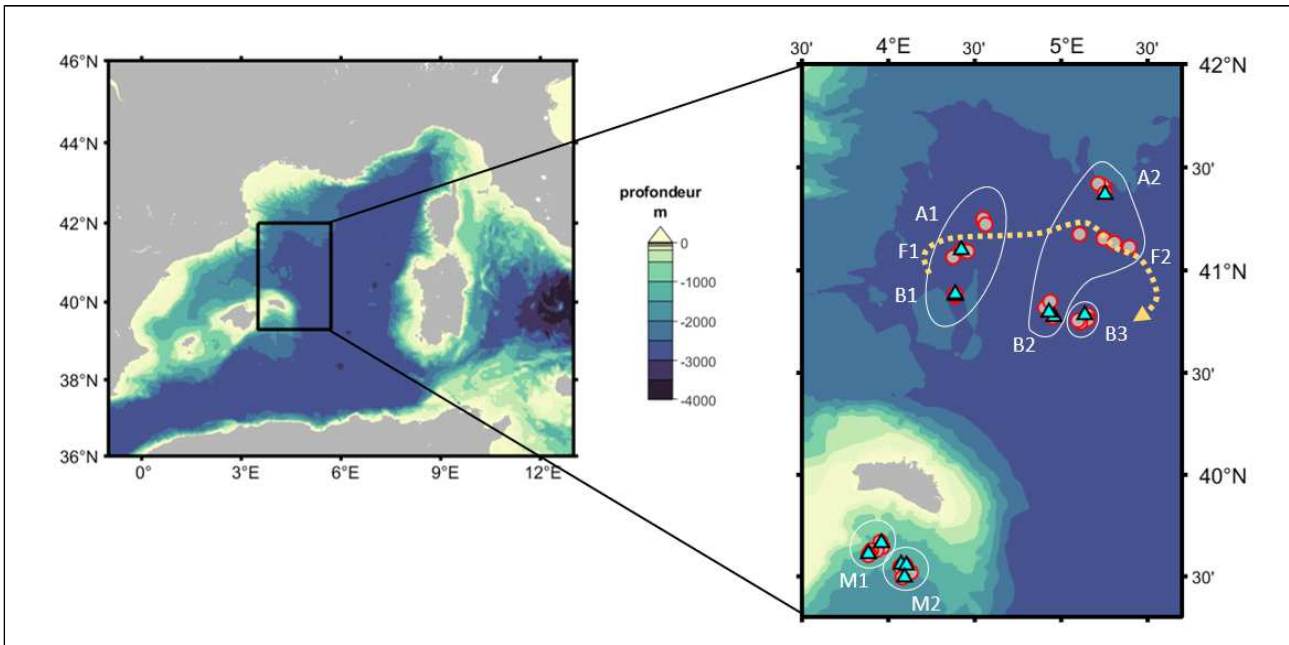 46°N
44°N
42°N
40°N
38°N
36°N
0°
3°E
6°E
9°E
12°E
profondeur
m
0
-1000
-2000
-3000
-4000
30'
4°E
30'
5°E
30'
42°N
30'
41°N
30'
40°N
30'
A1
A2
F1
F2
B1
B2
B3
M1
M2